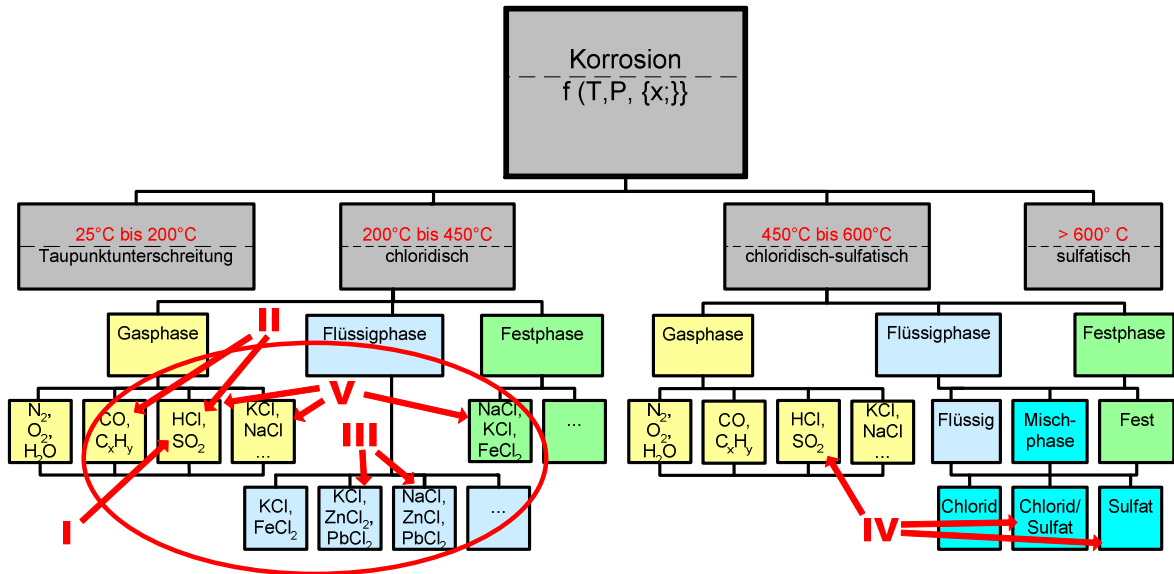 Korrosion
f (T,P, {x;}}
25°C bis 200°C
Taupunktunterschreitung
200°C bis 450°C
chloridisch
450°C bis 600°C
chloridisch-sulfatisch
> 600° C
sulfatisch
Gasphase
II
Flüssigphase
Festphase
Gasphase
Flüssigphase
Festphase
N₂,
O₂,
H₂O
CO,
CₓHᵧ
HCl,
SO₂
KCl,
NaCl
...
V
NaCl,
KCl,
FeCl₂
...
N₂,
O₂,
H₂O
CO,
CₓHᵧ
HCl,
SO₂
KCl,
NaCl
...
Flüssig
Misch-
phase
Fest
III
I
KCl,
FeCl₂
KCl,
ZnCl₂,
PbCl₂
NaCl,
ZnCl,
PbCl₂
...
IV
Chlorid
Chlorid/
Sulfat
Sulfat